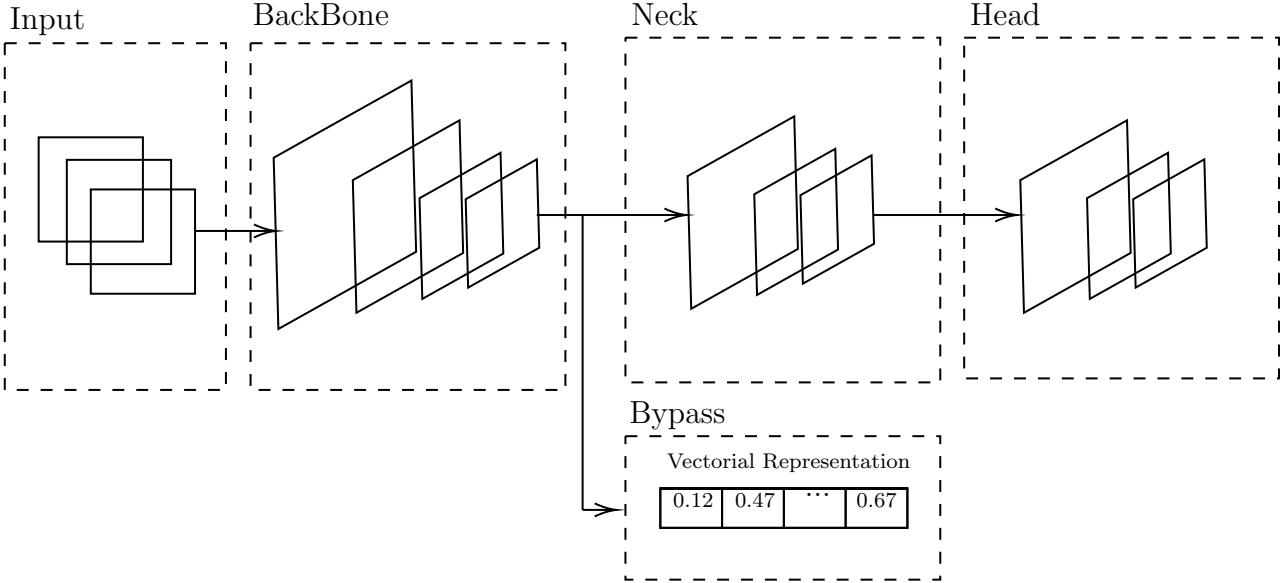 Input
BackBone
Neck
Head
Bypass
Vectorial Representation
0.12 0.47 ... 0.67